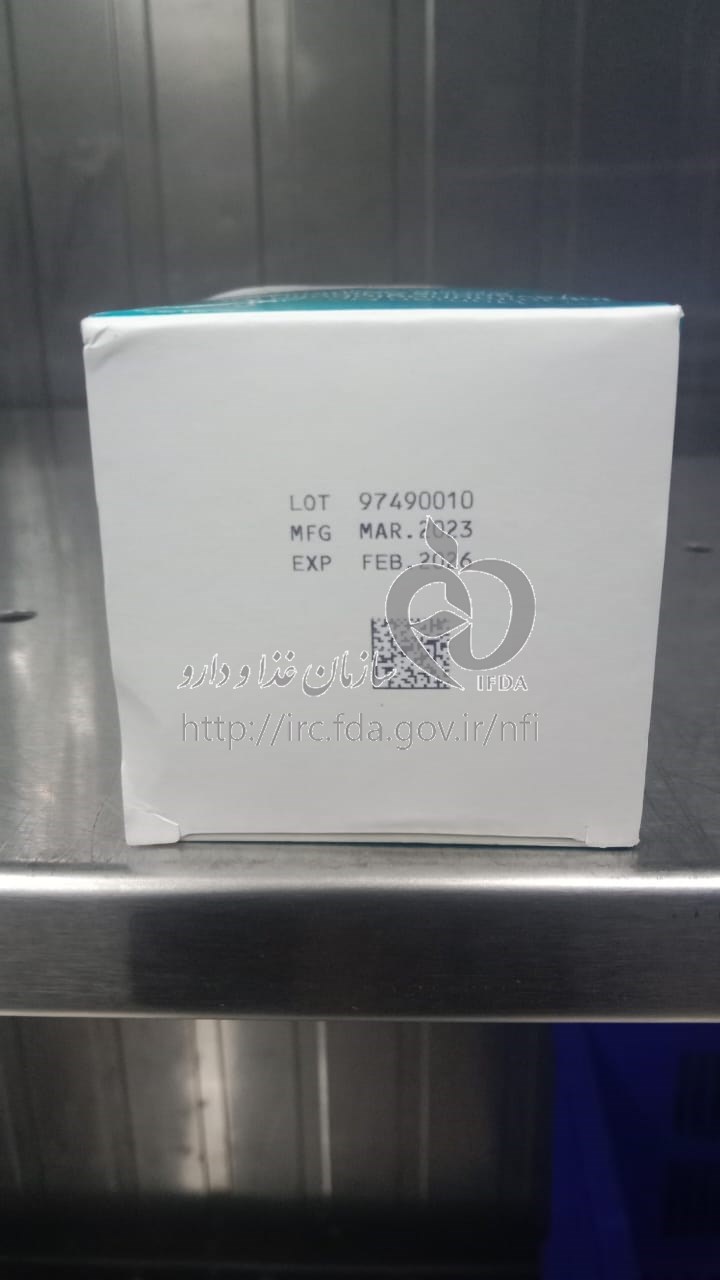 LOT 97490010
MFG MAR.2023
EXP FEB.2026
سازمان غذا و دارو
IFDA
http://irc.fda.gov.ir/nfi